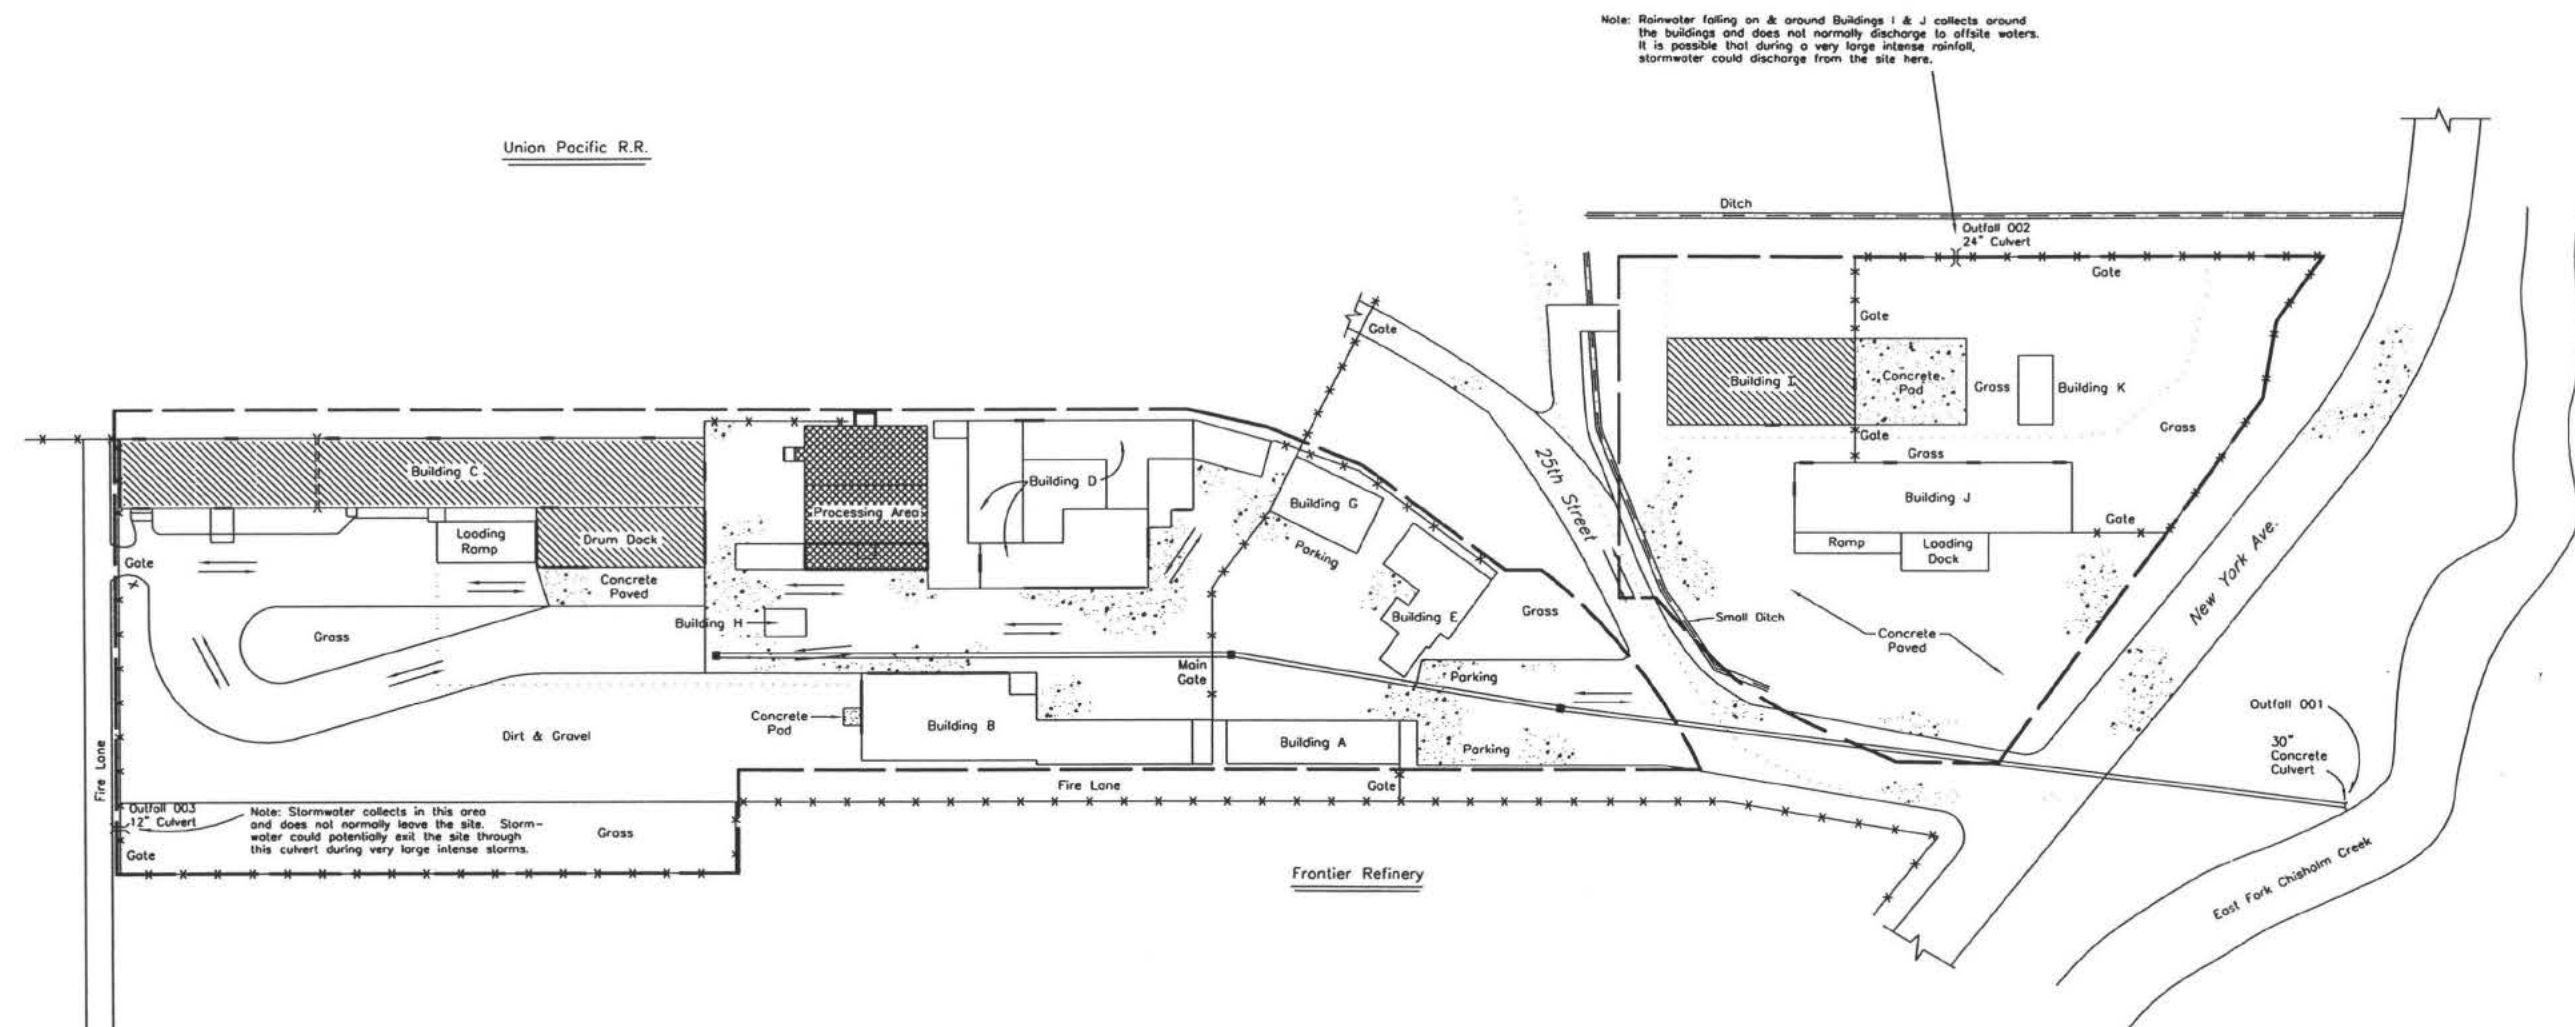 Note: Rainwater falling on & around Buildings I & J collects around
the buildings and does not normally discharge to offsite waters.
It is possible that during a very large intense rainfall,
stormwater could discharge from the site here.
Union Pacific R.R.
Ditch
Outfall 002
24" Culvert
Gate
Gate
Gate
Building I
Concrete
Pad
Grass
Building K
Gate
Grass
Grass
Building J
Gate
Ramp
Loading
Dock
25th Street
New York Ave.
Small Ditch
Concrete
Paved
Building C
Loading
Ramp
Drum Dock
Processing Area
Building D
Building G
Parking
Gate
Concrete
Paved
Building H
Building E
Grass
Grass
Main
Gate
Parking
Concrete
Pad
Building B
Building A
Parking
Dirt & Gravel
Outfall 001
30"
Concrete
Culvert
Fire Lane
Fire Lane
Gate
Outfall 003
12" Culvert
Note: Stormwater collects in this area
and does not normally leave the site. Storm-
water could potentially exit the site through
this culvert during very large intense storms.
Grass
Gate
Frontier Refinery
East Fork Chisholm Creek